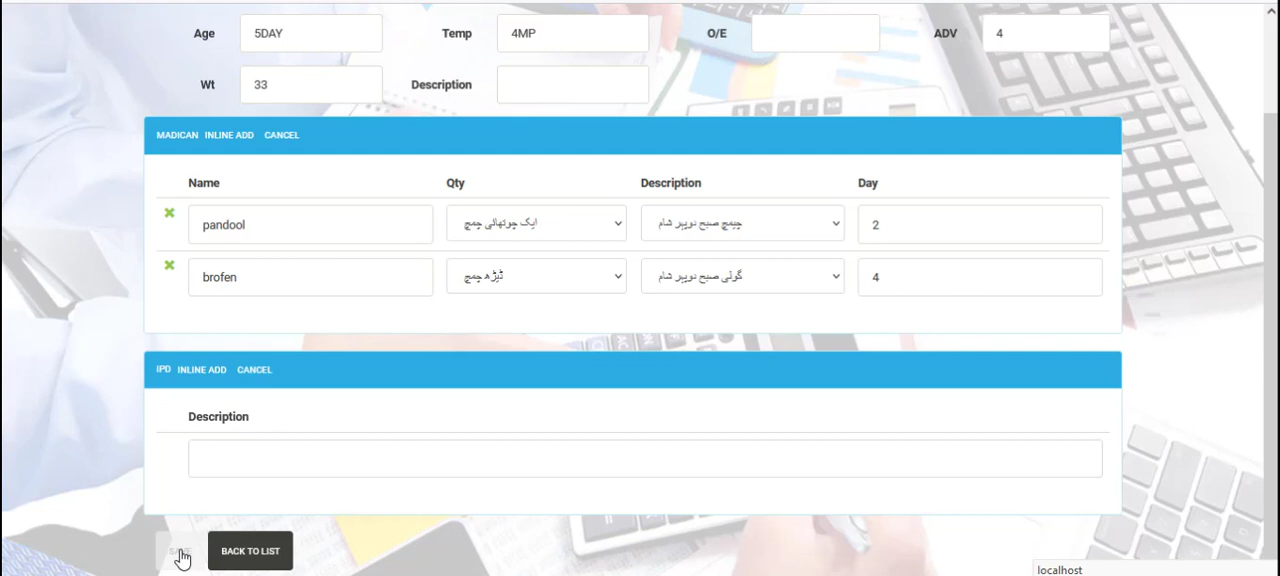 Age 5DAY Temp 4MP O/E ADV 4
Wt 33 Description
MADICAN INLINE ADD CANCEL
Name Qty Description Day
pandool ایک چوتھائی چمچ چیمچ صبح دوپہر شام 2
brofen ڈیڑھ چمچ گولی صبح دوپہر شام 4
IPD INLINE ADD CANCEL
Description
SAVE BACK TO LIST
localhost